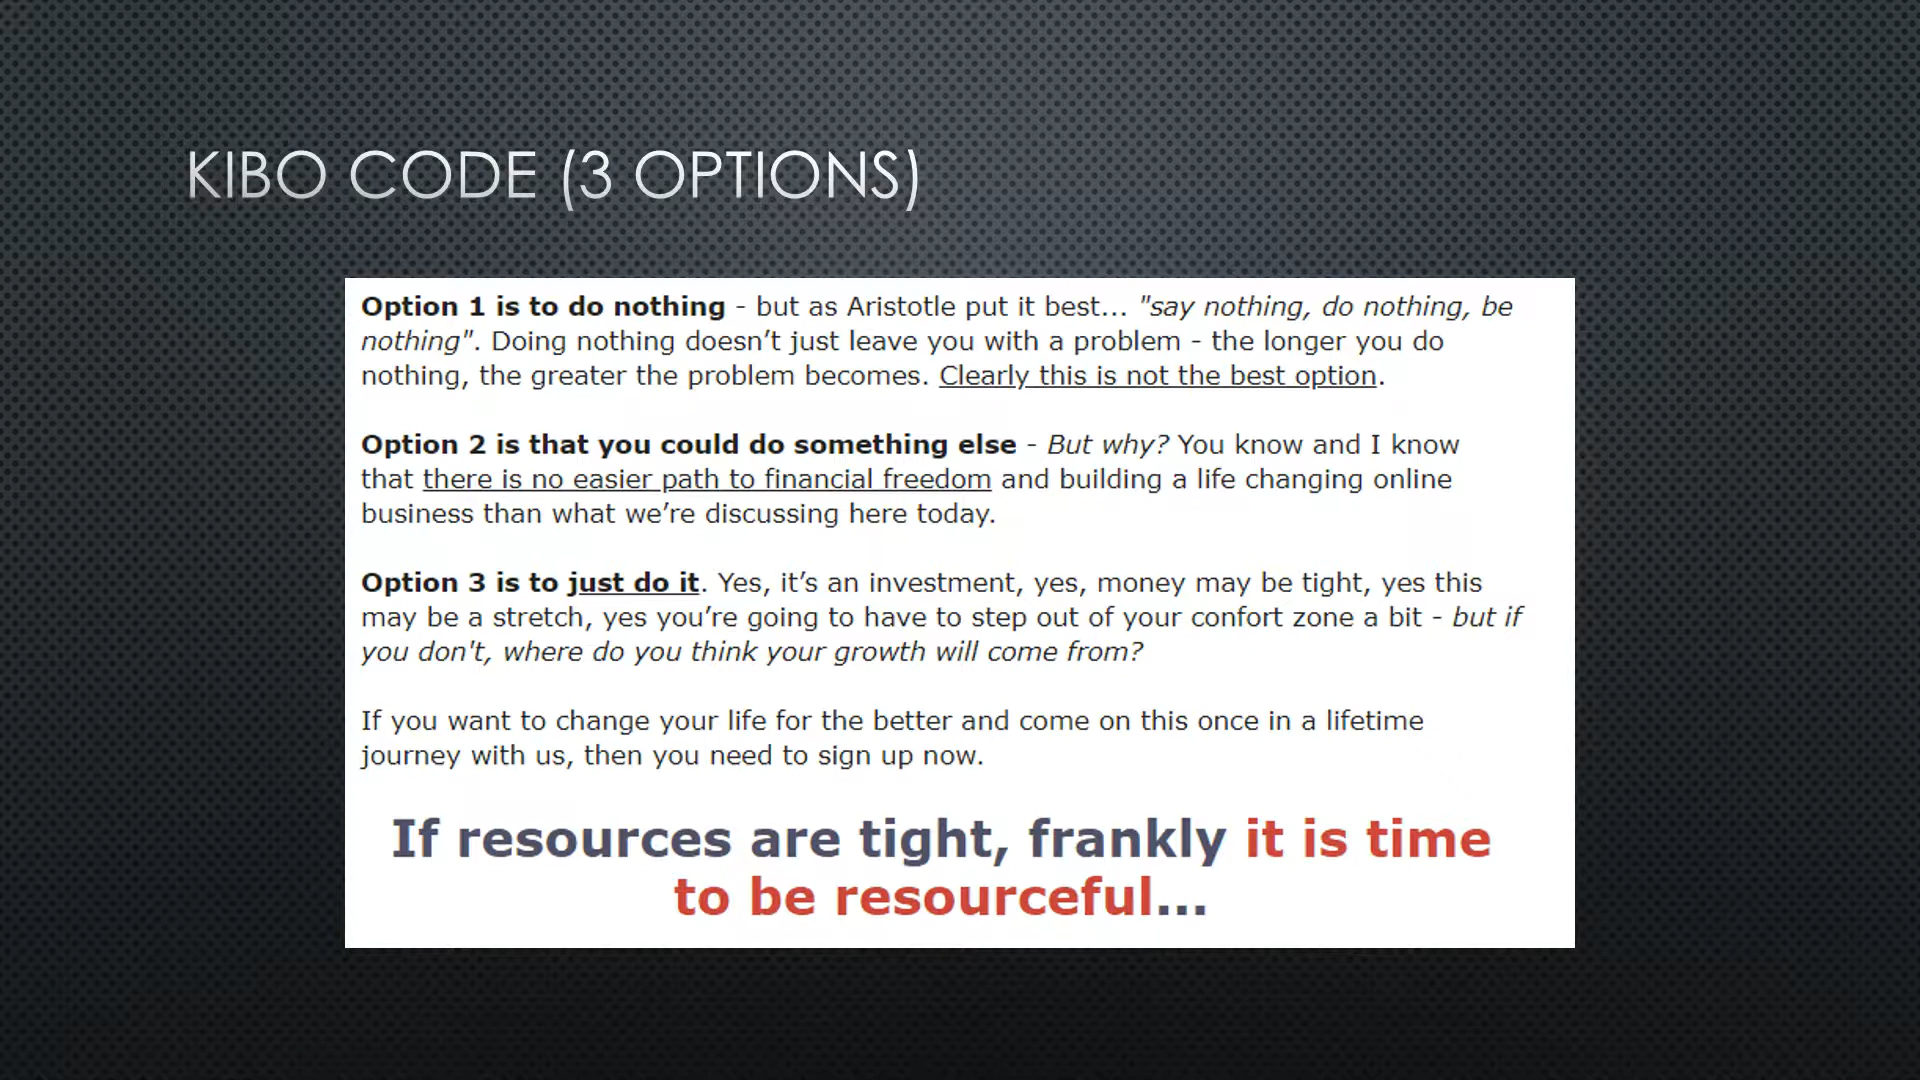 KIBO CODE (3 OPTIONS)
Option 1 is to do nothing - but as Aristotle put it best... "say nothing, do nothing, be
nothing". Doing nothing doesn’t just leave you with a problem - the longer you do
nothing, the greater the problem becomes. Clearly this is not the best option.
Option 2 is that you could do something else - But why? You know and I know
that there is no easier path to financial freedom and building a life changing online
business than what we’re discussing here today.
Option 3 is to just do it. Yes, it’s an investment, yes, money may be tight, yes this
may be a stretch, yes you’re going to have to step out of your confort zone a bit - but if
you don't, where do you think your growth will come from?
If you want to change your life for the better and come on this once in a lifetime
journey with us, then you need to sign up now.
If resources are tight, frankly it is time
to be resourceful...